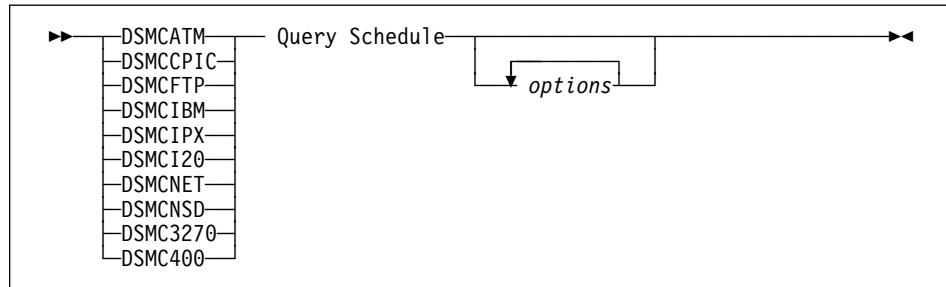 DSMCATM Query Schedule
DSMCCPIC
DSMCFTP options
DSMCIBM
DSMCIPX
DSMCI20
DSMCNET
DSMCNSD
DSMC3270
DSMC400